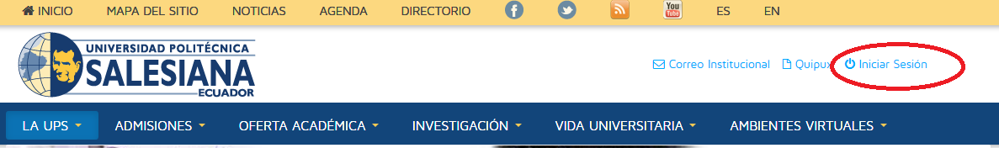 INICIO MAPA DEL SITIO NOTICIAS AGENDA DIRECTORIO You Tube ES EN
UNIVERSIDAD POLITÉCNICA
SALESIANA
ECUADOR
Correo Institucional Quipux Iniciar Sesión
LA UPS ADMISIONES OFERTA ACADÉMICA INVESTIGACIÓN VIDA UNIVERSITARIA AMBIENTES VIRTUALES